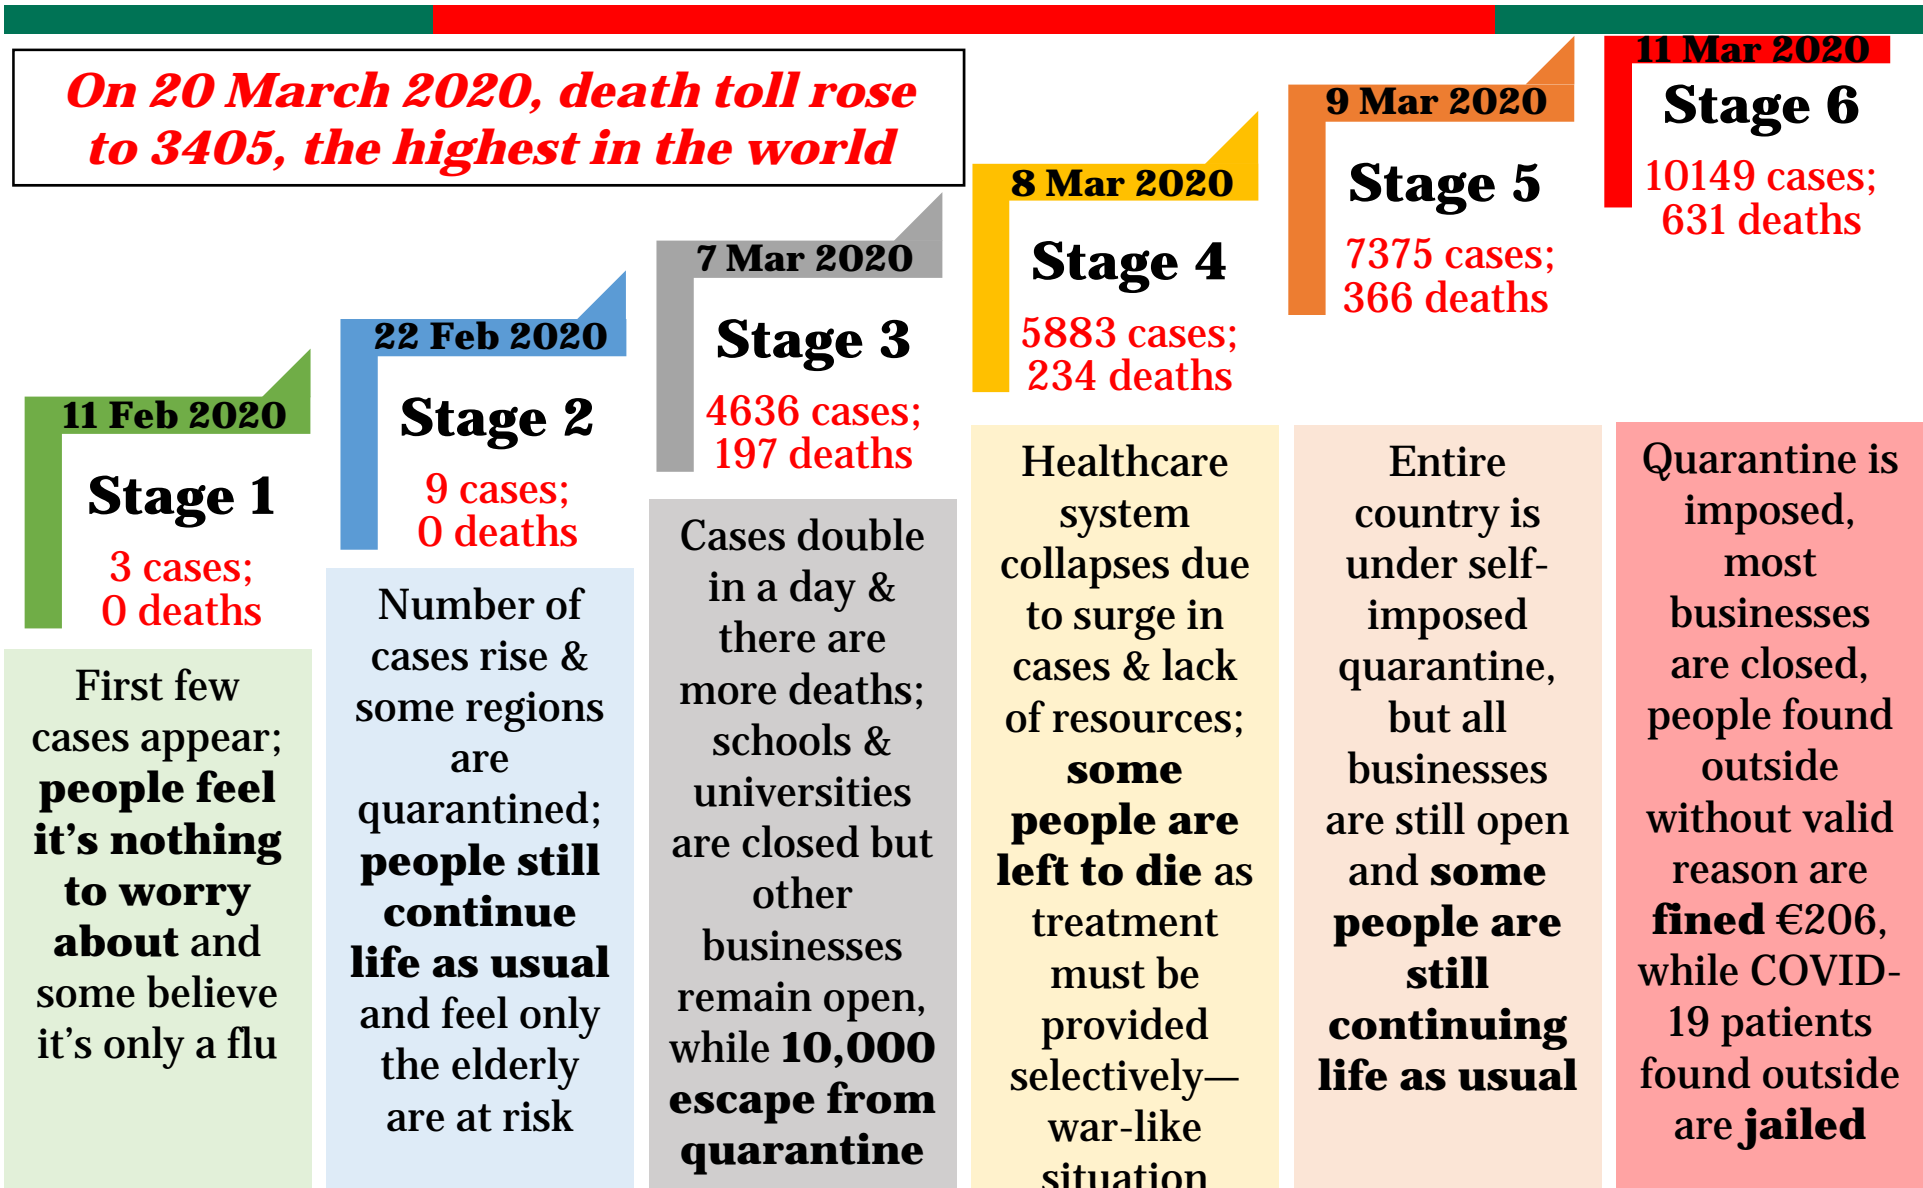 On 20 March 2020, death toll rose
to 3405, the highest in the world
11 Feb 2020
Stage 1
3 cases;
0 deaths
First few
cases appear;
people feel
it's nothing
to worry
about and
some believe
it's only a flu
22 Feb 2020
Stage 2
9 cases;
0 deaths
Number of
cases rise &
some regions
are
quarantined;
people still
continue
life as usual
and feel only
the elderly
are at risk
7 Mar 2020
Stage 3
4636 cases;
197 deaths
Cases double
in a day &
there are
more deaths;
schools &
universities
are closed but
other
businesses
remain open,
while 10,000
escape from
quarantine
8 Mar 2020
Stage 4
5883 cases;
234 deaths
Healthcare
system
collapses due
to surge in
cases & lack
of resources;
some
people are
left to die as
treatment
must be
provided
selectively—
war-like
situation
9 Mar 2020
Stage 5
7375 cases;
366 deaths
Entire
country is
under self-
imposed
quarantine,
but all
businesses
are still open
and some
people are
still
continuing
life as usual
11 Mar 2020
Stage 6
10149 cases;
631 deaths
Quarantine is
imposed,
most
businesses
are closed,
people found
outside
without valid
reason are
fined €206,
while COVID-
19 patients
found outside
are jailed